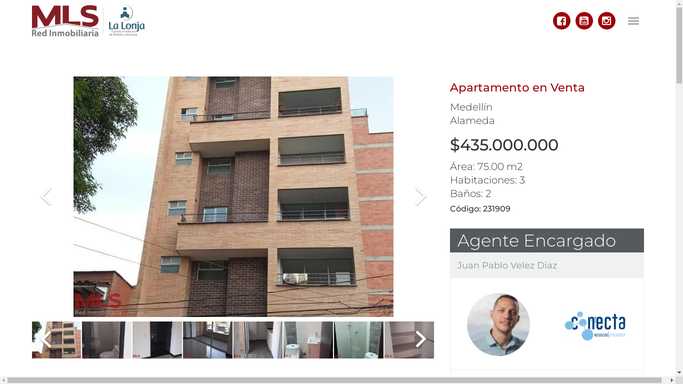 MLS
Red Inmobiliaria
La Lonja
Apartamento en Venta
Medellín
Alameda
$435.000.000
Área: 75.00 m2
Habitaciones: 3
Baños: 2
Código: 231909
MLS
Agente Encargado
Juan Pablo Velez Diaz
conecta